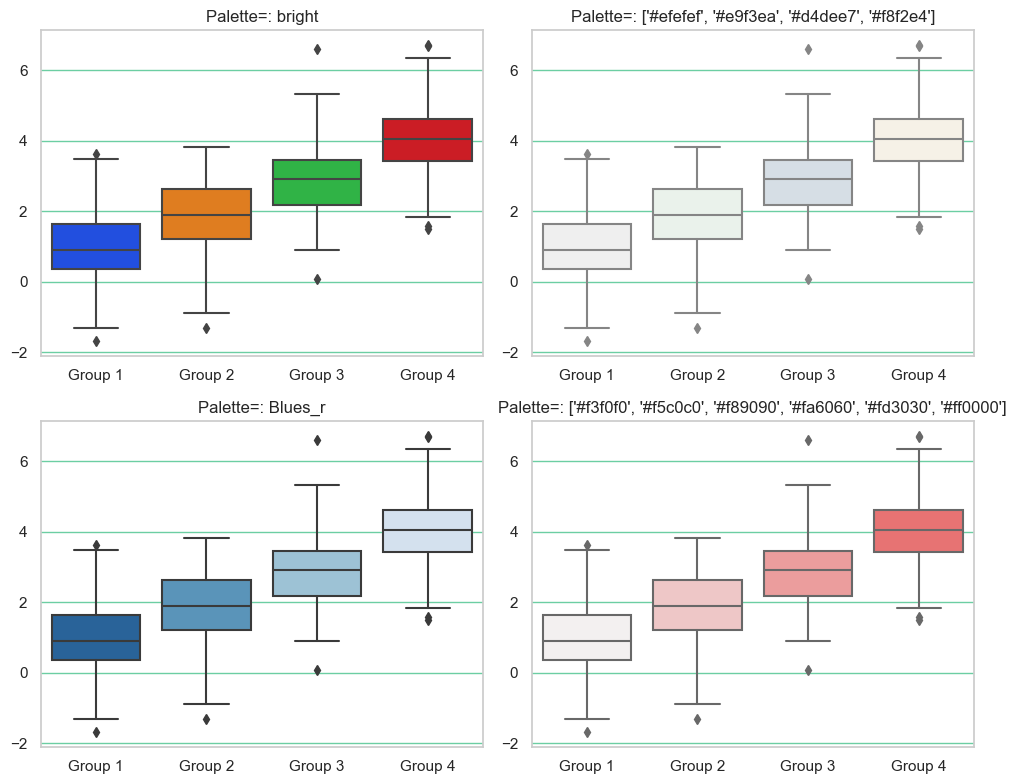 Palette=: bright
6
4
2
0
−2
Group 1 Group 2 Group 3 Group 4
Palette=: ['#efefef', '#e9f3ea', '#d4dee7', '#f8f2e4']
6
4
2
0
−2
Group 1 Group 2 Group 3 Group 4
Palette=: Blues_r
6
4
2
0
−2
Group 1 Group 2 Group 3 Group 4
Palette=: ['#f3f0f0', '#f5c0c0', '#f89090', '#fa6060', '#fd3030', '#ff0000']
6
4
2
0
−2
Group 1 Group 2 Group 3 Group 4